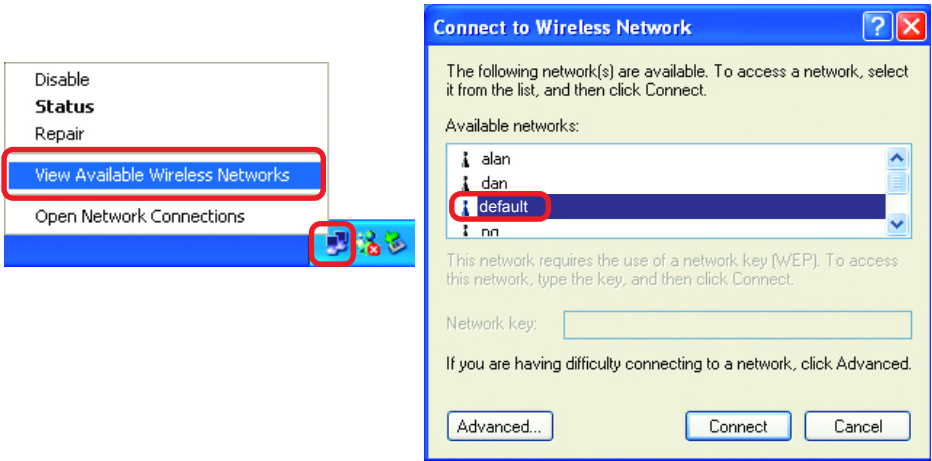 Disable
Status
Repair
View Available Wireless Networks
Open Network Connections
Connect to Wireless Network
The following network(s) are available. To access a network, select
it from the list, and then click Connect.
Available networks:
alan
dan
default
This network requires the use of a network key (WEP). To access
this network, type the key, and then click Connect.
Network key:
If you are having difficulty connecting to a network, click Advanced.
Advanced...
Connect
Cancel